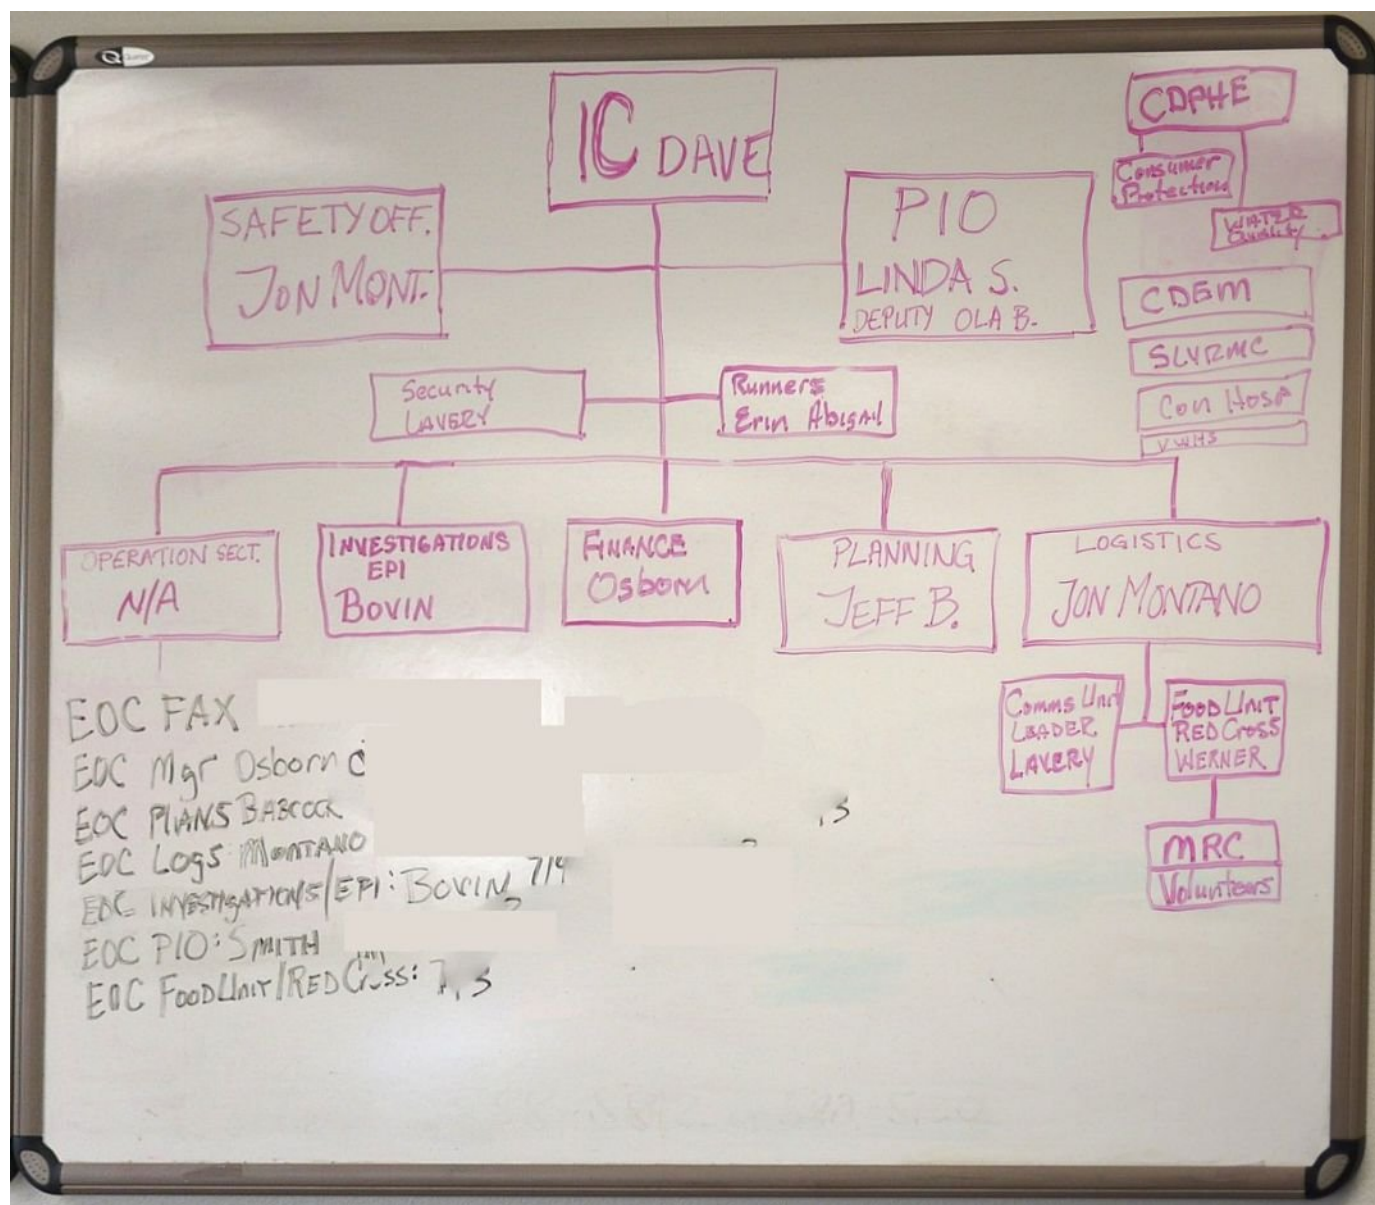 IC DAVE
SAFETY OFF.
JON MONT.
PIO
LINDA S.
DEPUTY OLA B.
CDPHE
Consumer
Protection
WATER
Quality
CDEM
SLVRMC
Con Hosp
VWHS
Security
LAVERY
Runners
Erin Abigail
OPERATION SECT.
N/A
INVESTIGATIONS
EPI
BOVIN
FINANCE
Osborn
PLANNING
JEFF B.
LOGISTICS
JON MONTANO
Comms Unit
LEADER
LAVERY
FOOD UNIT
RED CROSS
WERNER
MRC
Volunteers
EOC FAX
EOC Mgr Osborn
EOC PLANS BABCOCK
EOC Logs MONTANO
EOC INVESTIGATIONS/EPI: BOVIN 719
EOC PIO: SMITH
EOC FOOD UNIT/RED CROSS: